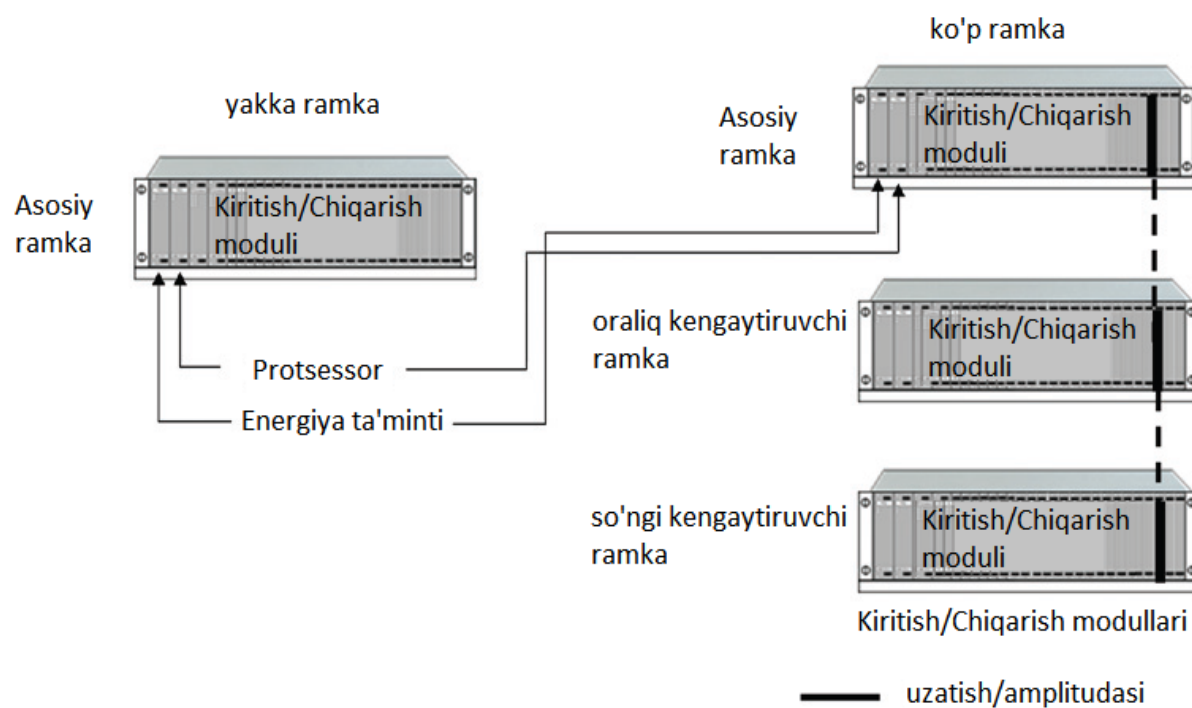 ko'p ramka
yakka ramka
Asosiy
ramka
Kiritish/Chiqarish
moduli
Asosiy
ramka
Kiritish/Chiqarish
moduli
oraliq kengaytiruvchi
ramka
Kiritish/Chiqarish
moduli
Protsessor
Energiya ta'minti
so'ngi kengaytiruvchi
ramka
Kiritish/Chiqarish
moduli
Kiritish/Chiqarish modullari
uzatish/amplitudasi